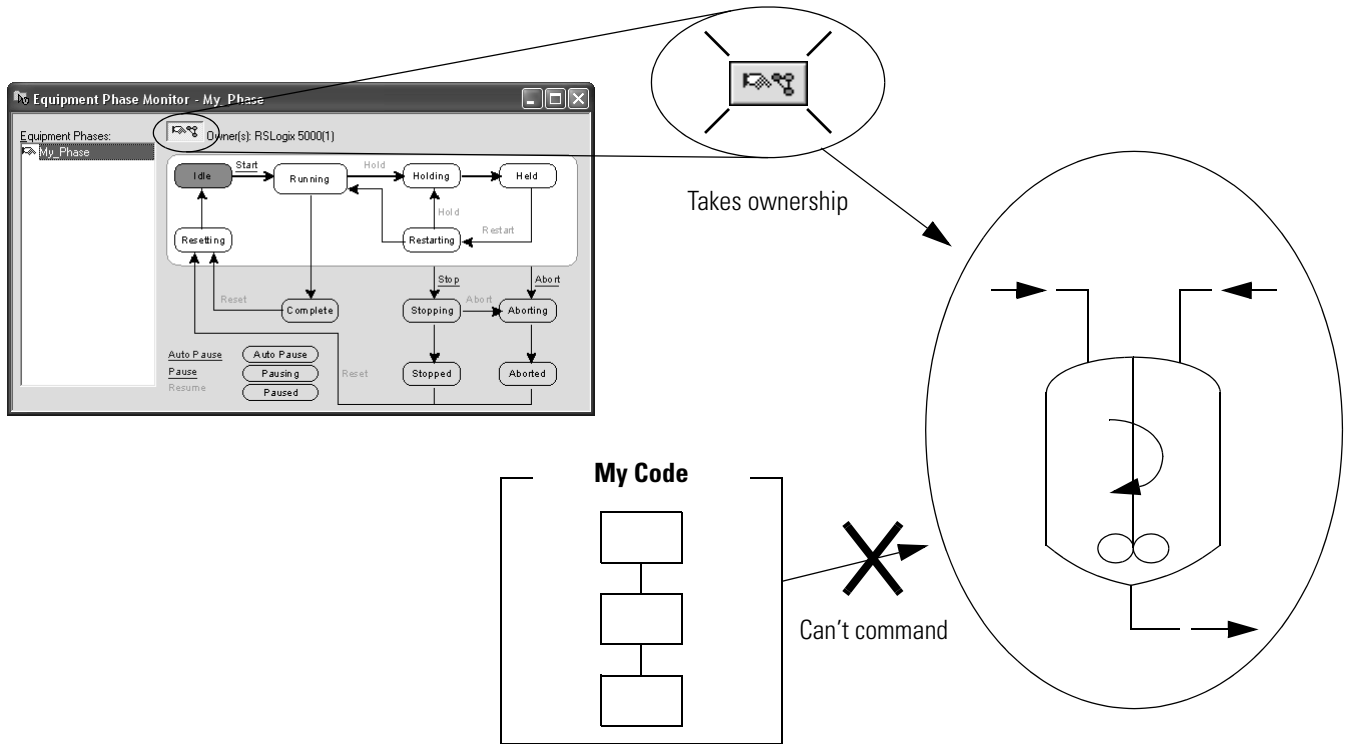 Equipment Phase Monitor - My_Phase
Equipment Phases:
Owner(s): RSLogix 5000(1)
My_Phase
Idle
Start
Running
Hold
Holding
Held
Hold
Restart
Resetting
Restarting
Stop
Abort
Reset
Complete
Stopping
Abort
Aborting
Auto Pause
Auto Pause
Pause
Pausing
Resume
Paused
Reset
Stopped
Aborted
Takes ownership
My Code
Can't command